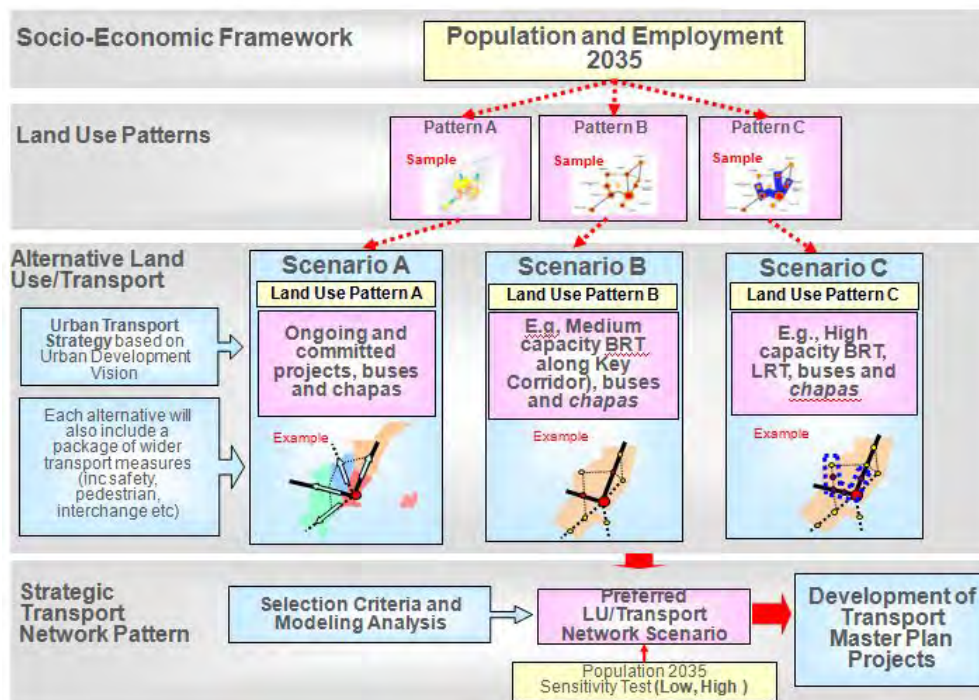 Socio-Economic Framework
Population and Employment
2035
Land Use Patterns
Pattern A
Sample
Pattern B
Sample
Pattern C
Sample
Alternative Land
Use/Transport
Urban Transport
Strategy based on
Urban Development
Vision
Each alternative will
also include a
package of wider
transport measures
(inc safety,
pedestrian,
interchange etc)
Scenario A
Land Use Pattern A
Ongoing and
committed
projects, buses
and chapas
Example
Scenario B
Land Use Pattern B
E.g, Medium
capacity BRT
along Key
Corridor), buses
and chapas
Example
Scenario C
Land Use Pattern C
E.g., High
capacity BRT,
LRT, buses and
chapas
Example
Strategic
Transport
Network Pattern
Selection Criteria and
Modeling Analysis
Preferred
LU/Transport
Network Scenario
Population 2035
Sensitivity Test (Low, High )
Development of
Transport
Master Plan
Projects